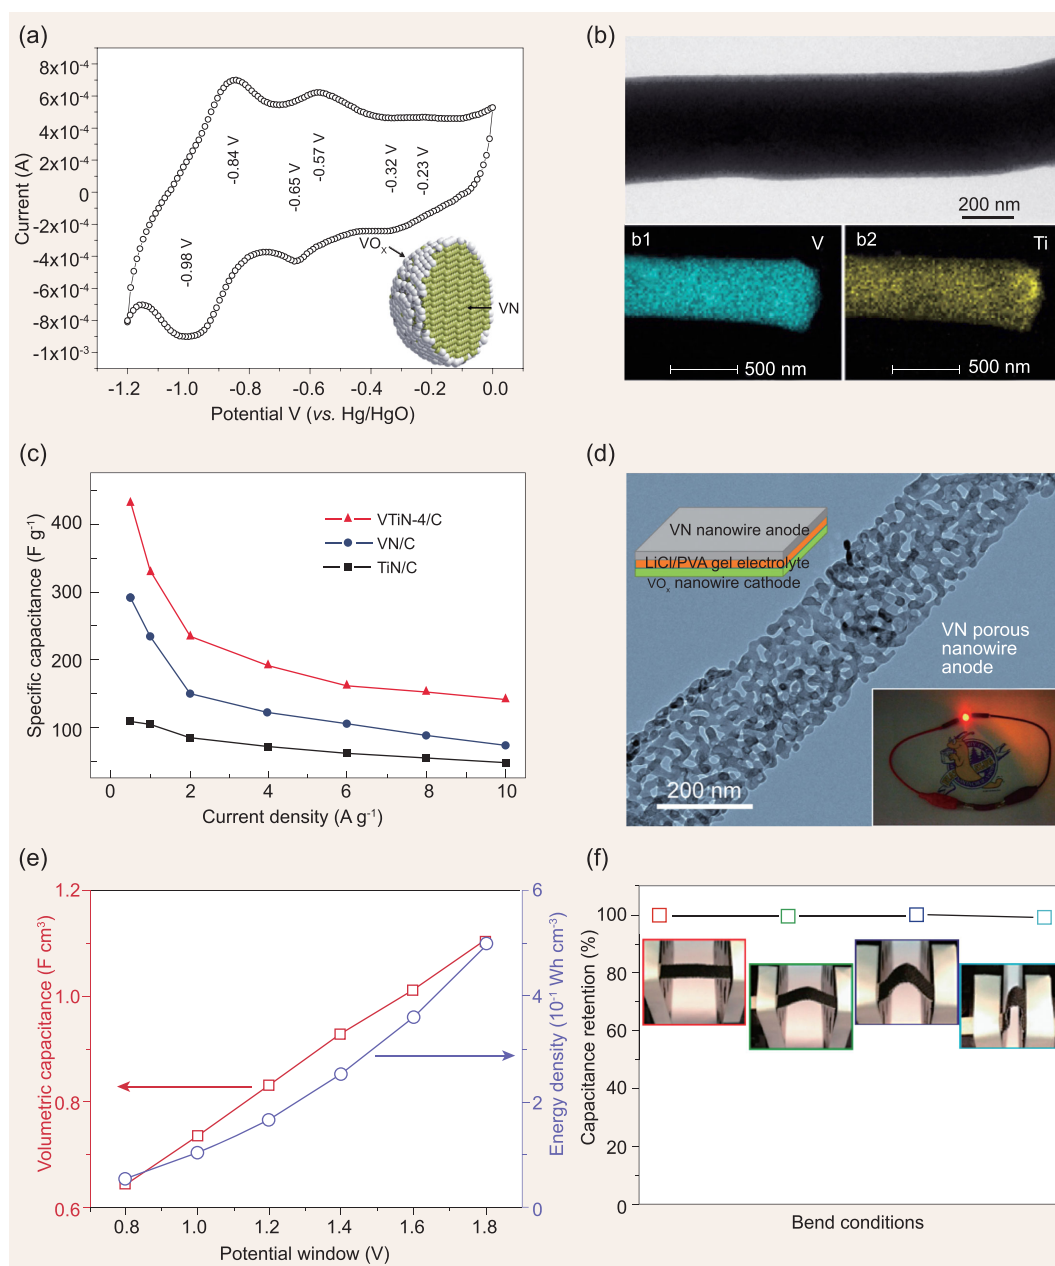 (a)
8x10⁻⁴
6x10⁻⁴
4x10⁻⁴
2x10⁻⁴
0
-2x10⁻⁴
-4x10⁻⁴
-6x10⁻⁴
-8x10⁻⁴
-1x10⁻³
Current (A)
-0.84 V
-0.65 V
-0.57 V
-0.32 V
-0.23 V
-0.98 V
VOₓ
VN
-1.2 -1.0 -0.8 -0.6 -0.4 -0.2 0.0
Potential V (vs. Hg/HgO)
(b)
200 nm
b1 V
500 nm
b2 Ti
500 nm
(c)
400
300
200
100
Specific capacitance (F g⁻¹)
VTiN-4/C
VN/C
TiN/C
0 2 4 6 8 10
Current density (A g⁻¹)
(d)
VN nanowire anode
LiCl/PVA gel electrolyte
VOₓ nanowire cathode
VN porous
nanowire
anode
200 nm
(e)
1.2
1.0
0.8
0.6
Volumetric capacitance (F cm³)
6
4
2
0
Energy density (10⁻¹ Wh cm⁻³)
0.8 1.0 1.2 1.4 1.6 1.8
Potential window (V)
(f)
100
80
60
40
20
0
Capacitance retention (%)
Bend conditions